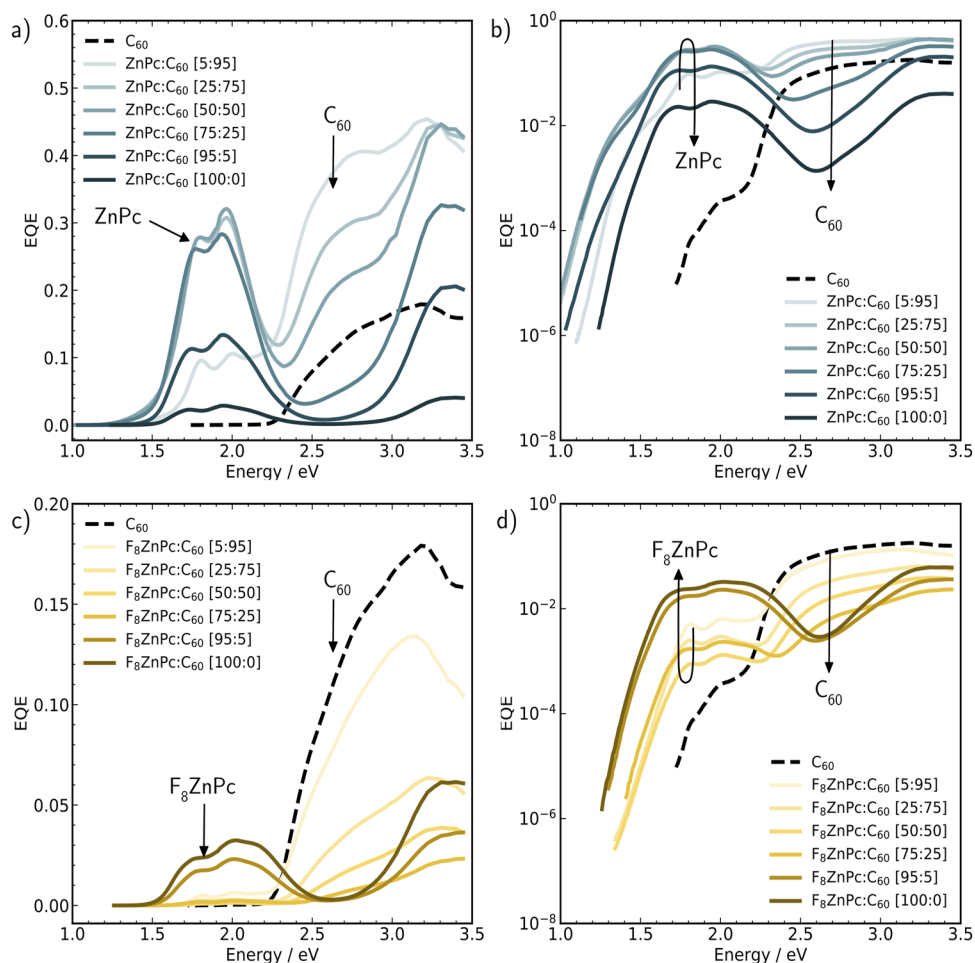 a)
EQE
0.6
0.5
0.4
0.3
0.2
0.1
0.0
C₆₀
ZnPc:C₆₀ [5:95]
ZnPc:C₆₀ [25:75]
ZnPc:C₆₀ [50:50]
ZnPc:C₆₀ [75:25]
ZnPc:C₆₀ [95:5]
ZnPc:C₆₀ [100:0]
ZnPc
C₆₀
1.0 1.5 2.0 2.5 3.0 3.5
Energy / eV
b)
EQE
10⁰
10⁻²
10⁻⁴
10⁻⁶
10⁻⁸
ZnPc
C₆₀
C₆₀
ZnPc:C₆₀ [5:95]
ZnPc:C₆₀ [25:75]
ZnPc:C₆₀ [50:50]
ZnPc:C₆₀ [75:25]
ZnPc:C₆₀ [95:5]
ZnPc:C₆₀ [100:0]
1.0 1.5 2.0 2.5 3.0 3.5
Energy / eV
c)
EQE
0.20
0.15
0.10
0.05
0.00
C₆₀
F₈ZnPc:C₆₀ [5:95]
F₈ZnPc:C₆₀ [25:75]
F₈ZnPc:C₆₀ [50:50]
F₈ZnPc:C₆₀ [75:25]
F₈ZnPc:C₆₀ [95:5]
F₈ZnPc:C₆₀ [100:0]
C₆₀
F₈ZnPc
1.0 1.5 2.0 2.5 3.0 3.5
Energy / eV
d)
EQE
10⁰
10⁻²
10⁻⁴
10⁻⁶
10⁻⁸
F₈ZnPc
C₆₀
C₆₀
F₈ZnPc:C₆₀ [5:95]
F₈ZnPc:C₆₀ [25:75]
F₈ZnPc:C₆₀ [50:50]
F₈ZnPc:C₆₀ [75:25]
F₈ZnPc:C₆₀ [95:5]
F₈ZnPc:C₆₀ [100:0]
1.0 1.5 2.0 2.5 3.0 3.5
Energy / eV